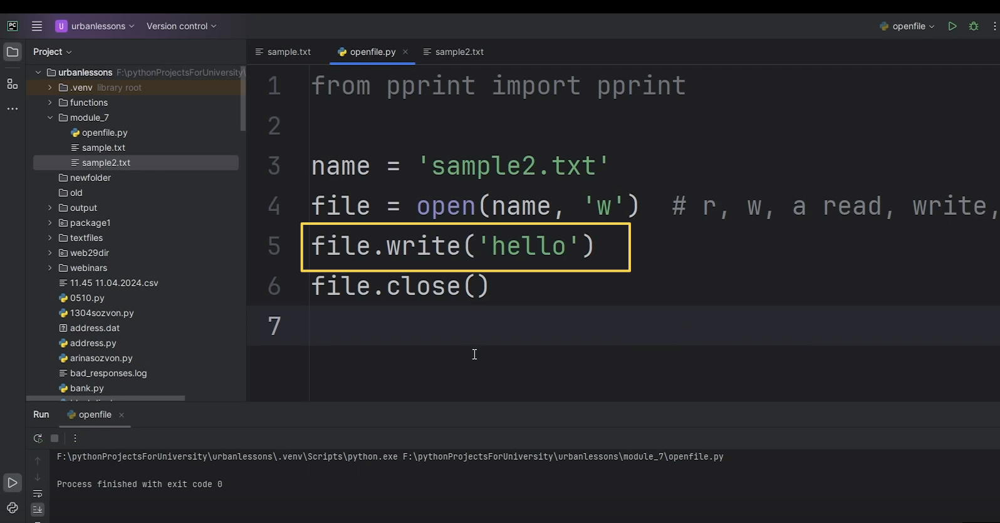 PC
U urbanlessons
Version control
openfile
Project
sample.txt
openfile.py
sample2.txt
urbanlessons F:\pythonProjectsForUniversity\
.venv library root
functions
module_7
openfile.py
sample.txt
sample2.txt
newfolder
old
output
package1
textfiles
web29dir
webinars
11.45 11.04.2024.csv
0510.py
1304sozvon.py
address.dat
address.py
arinasozvon.py
bad_responses.log
bank.py
1 from pprint import pprint
2
3 name = 'sample2.txt'
4 file = open(name, 'w') # r, w, a read, write,
5 file.write('hello')
6 file.close()
7
Run
openfile
F:\pythonProjectsForUniversity\urbanlessons\.venv\Scripts\python.exe F:\pythonProjectsForUniversity\urbanlessons\module_7\openfile.py
Process finished with exit code 0